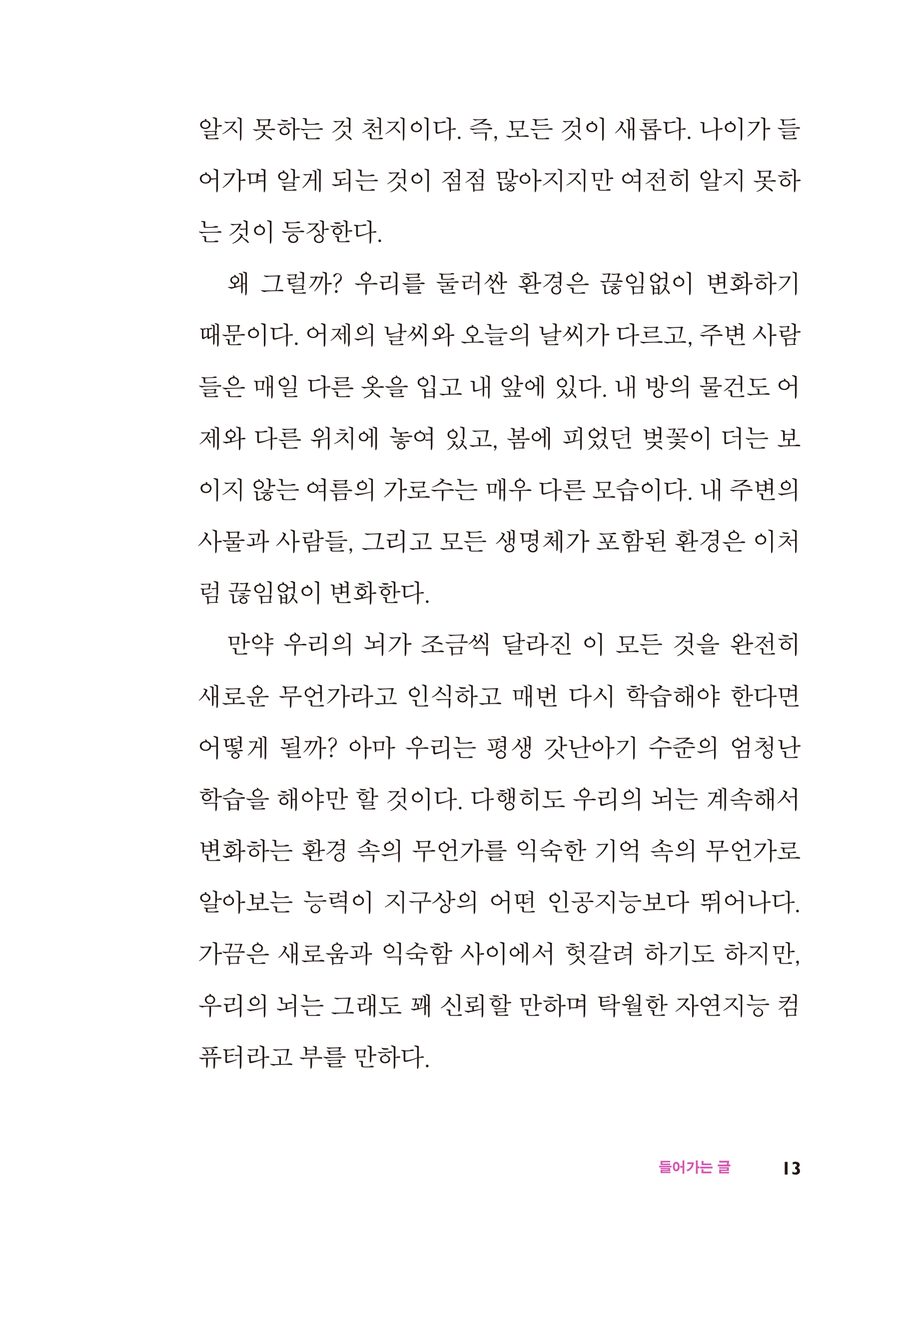 알지 못하는 것 천지이다. 즉, 모든 것이 새롭다. 나이가 들
어가며 알게 되는 것이 점점 많아지지만 여전히 알지 못하
는 것이 등장한다.
왜 그럴까? 우리를 둘러싼 환경은 끊임없이 변화하기
때문이다. 어제의 날씨와 오늘의 날씨가 다르고, 주변 사람
들은 매일 다른 옷을 입고 내 앞에 있다. 내 방의 물건도 어
제와 다른 위치에 놓여 있고, 봄에 피었던 벚꽃이 더는 보
이지 않는 여름의 가로수는 매우 다른 모습이다. 내 주변의
사물과 사람들, 그리고 모든 생명체가 포함된 환경은 이처
럼 끊임없이 변화한다.
만약 우리의 뇌가 조금씩 달라진 이 모든 것을 완전히
새로운 무언가라고 인식하고 매번 다시 학습해야 한다면
어떻게 될까? 아마 우리는 평생 갓난아기 수준의 엄청난
학습을 해야만 할 것이다. 다행히도 우리의 뇌는 계속해서
변화하는 환경 속의 무언가를 익숙한 기억 속의 무언가로
알아보는 능력이 지구상의 어떤 인공지능보다 뛰어나다.
가끔은 새로움과 익숙함 사이에서 헛갈려 하기도 하지만,
우리의 뇌는 그래도 꽤 신뢰할 만하며 탁월한 자연지능 컴
퓨터라고 부를 만하다.
들어가는 글 13